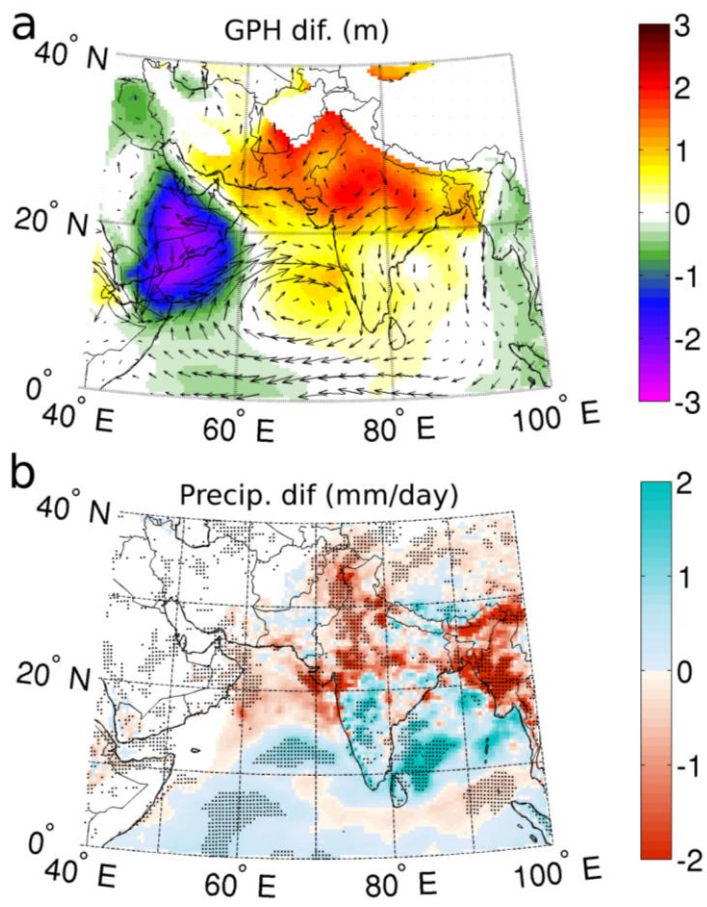 a
GPH dif. (m)
40° N
20° N
0°
40° E
60° E
80° E
100° E
3
2
1
0
-1
-2
-3
b
Precip. dif (mm/day)
40° N
20° N
0°
40° E
60° E
80° E
100° E
2
1
0
-1
-2